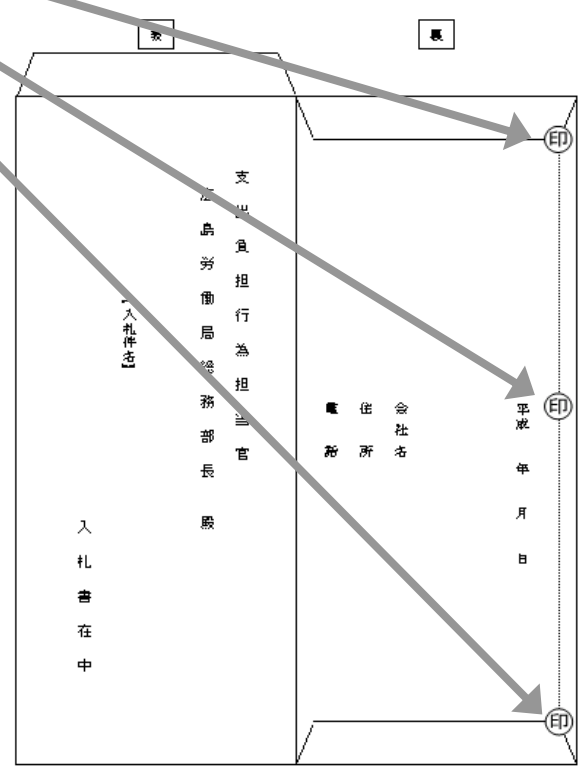 表
裏
支出負担行為担当官
広島労働局総務部長 殿
【入札件名】
入札書在中
印
平成 年 月 日
印
会社名
住所
電話
印